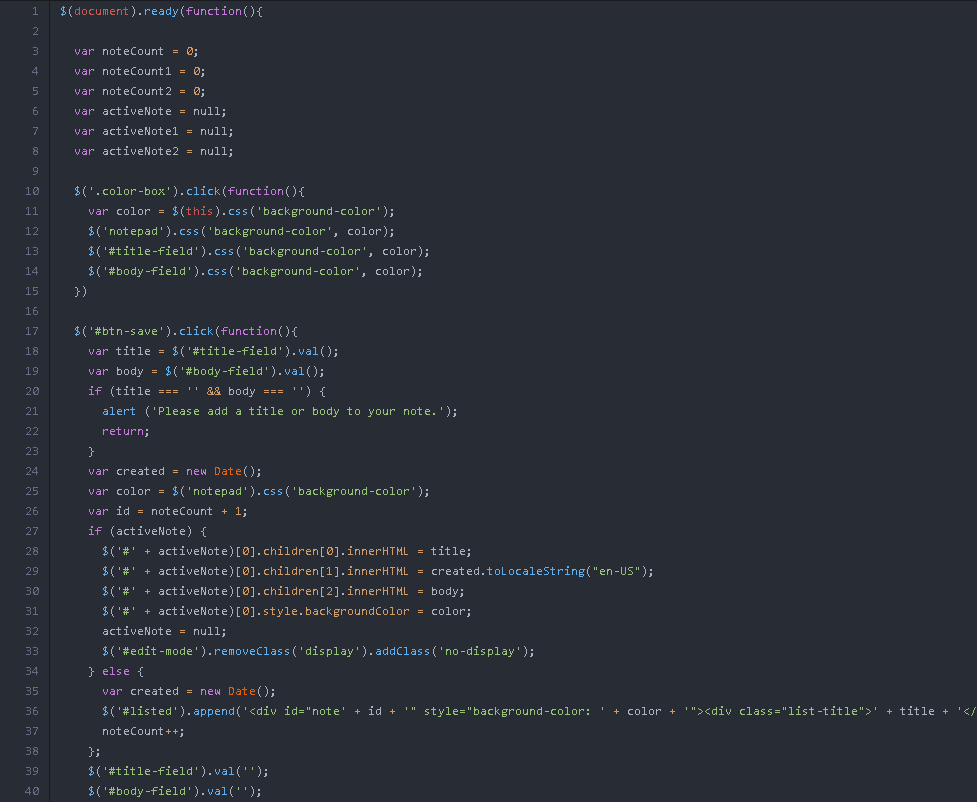 1 $(document).ready(function(){
2
3 var noteCount = 0;
4 var noteCount1 = 0;
5 var noteCount2 = 0;
6 var activeNote = null;
7 var activeNote1 = null;
8 var activeNote2 = null;
9
10 $('.color-box').click(function(){
11 var color = $(this).css('background-color');
12 $('notepad').css('background-color', color);
13 $('#title-field').css('background-color', color);
14 $('#body-field').css('background-color', color);
15 })
16
17 $('#btn-save').click(function(){
18 var title = $('#title-field').val();
19 var body = $('#body-field').val();
20 if (title === '' && body === '') {
21 alert ('Please add a title or body to your note.');
22 return;
23 }
24 var created = new Date();
25 var color = $('notepad').css('background-color');
26 var id = noteCount + 1;
27 if (activeNote) {
28 $('#' + activeNote)[0].children[0].innerHTML = title;
29 $('#' + activeNote)[0].children[1].innerHTML = created.toLocaleString("en-US");
30 $('#' + activeNote)[0].children[2].innerHTML = body;
31 $('#' + activeNote)[0].style.backgroundColor = color;
32 activeNote = null;
33 $('#edit-mode').removeClass('display').addClass('no-display');
34 } else {
35 var created = new Date();
36 $('#listed').append('<div id="note' + id + '" style="background-color: ' + color + '"><div class="list-title">' + title + '</
37 noteCount++;
38 };
39 $('#title-field').val('');
40 $('#body-field').val('');